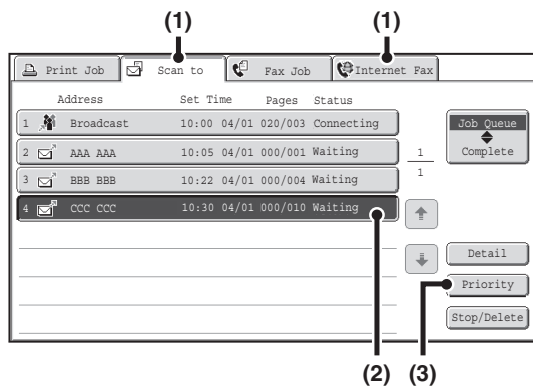 (1) (1)
Print Job Scan to Fax Job Internet Fax
Address Set Time Pages Status
1 Broadcast 10:00 04/01 020/003 Connecting
Job Queue
Complete
2 AAA AAA 10:05 04/01 000/001 Waiting
1
1
3 BBB BBB 10:22 04/01 000/004 Waiting
4 CCC CCC 10:30 04/01 000/010 Waiting
Detail
Priority
Stop/Delete
(2) (3)